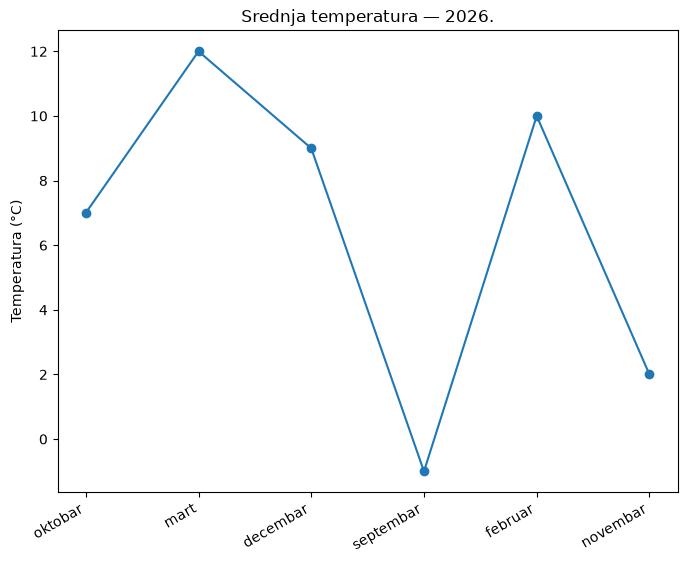 Srednja temperatura — 2026.
Temperatura (°C)
12
10
8
6
4
2
0
oktobar
mart
decembar
septembar
februar
novembar